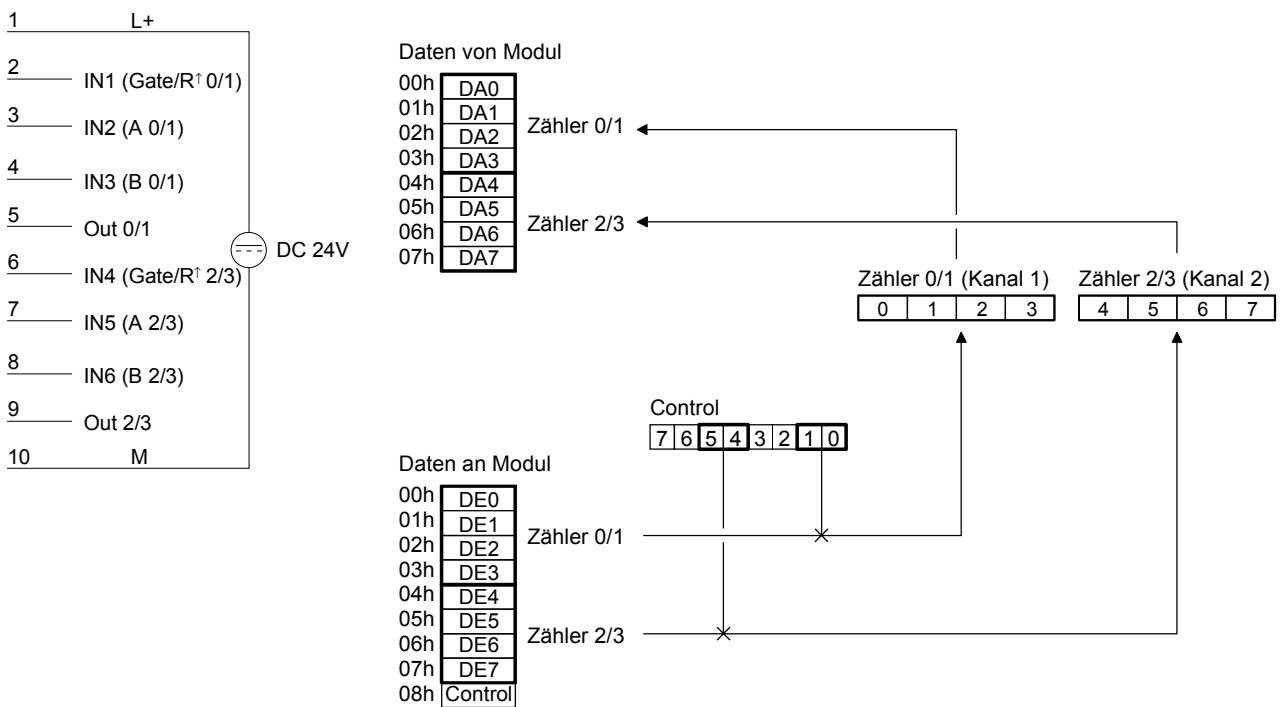 1 L+
2 IN1 (Gate/R↑ 0/1)
3 IN2 (A 0/1)
4 IN3 (B 0/1)
5 Out 0/1
DC 24V
6 IN4 (Gate/R↑ 2/3)
7 IN5 (A 2/3)
8 IN6 (B 2/3)
9 Out 2/3
10 M
Daten von Modul
00h DA0
01h DA1
02h DA2
03h DA3
Zähler 0/1
04h DA4
05h DA5
06h DA6
07h DA7
Zähler 2/3
Zähler 0/1 (Kanal 1)
0 1 2 3
Zähler 2/3 (Kanal 2)
4 5 6 7
Control
7 6 5 4 3 2 1 0
Daten an Modul
00h DE0
01h DE1
02h DE2
03h DE3
Zähler 0/1
04h DE4
05h DE5
06h DE6
07h DE7
Zähler 2/3
08h Control